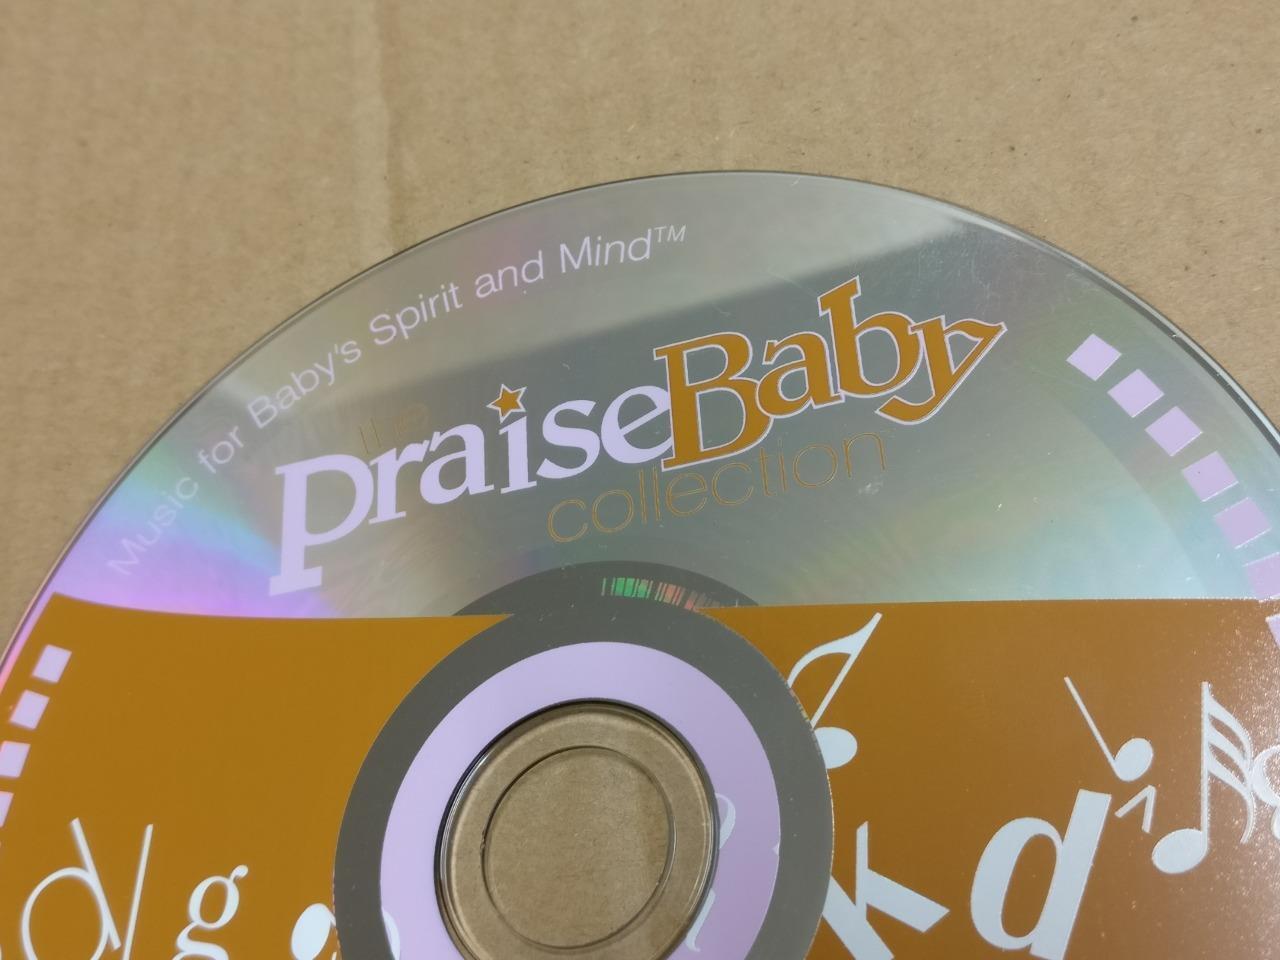 Music for Baby's Spirit and Mind™
the
praiseBaby
collection
d g
k d